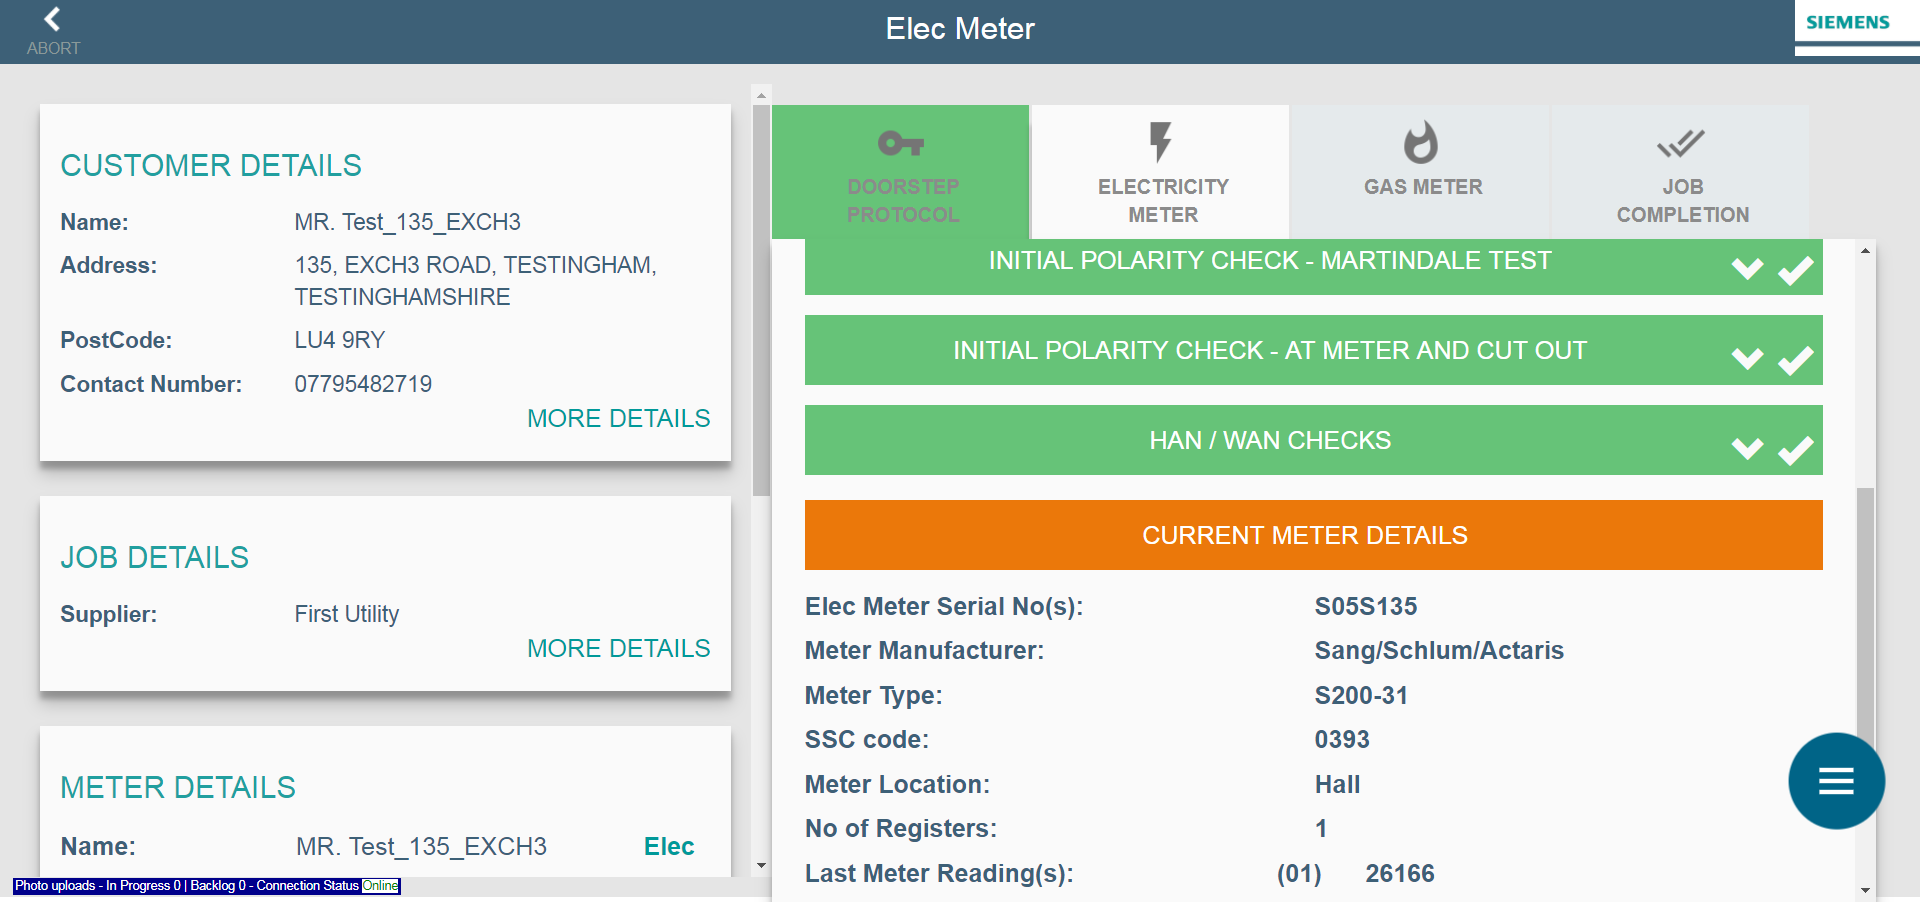 ABORT
Elec Meter
SIEMENS
CUSTOMER DETAILS
Name: MR. Test_135_EXCH3
Address: 135, EXCH3 ROAD, TESTINGHAM,
TESTINGHAMSHIRE
PostCode: LU4 9RY
Contact Number: 07795482719
MORE DETAILS
JOB DETAILS
Supplier: First Utility
MORE DETAILS
METER DETAILS
Name: MR. Test_135_EXCH3 Elec
Photo uploads - In Progress 0 | Backlog 0 - Connection Status Online
DOORSTEP
PROTOCOL
ELECTRICITY
METER
GAS METER
JOB
COMPLETION
INITIAL POLARITY CHECK - MARTINDALE TEST
INITIAL POLARITY CHECK - AT METER AND CUT OUT
HAN / WAN CHECKS
CURRENT METER DETAILS
Elec Meter Serial No(s): S05S135
Meter Manufacturer: Sang/Schlum/Actaris
Meter Type: S200-31
SSC code: 0393
Meter Location: Hall
No of Registers: 1
Last Meter Reading(s): (01) 26166